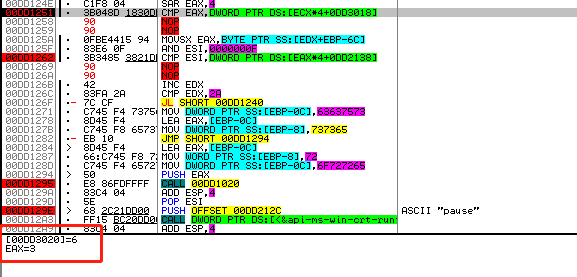 00DD124E C1F8 04 SAR EAX,4
00DD1251 3B048D 1830DD CMP EAX,DWORD PTR DS:[ECX*4+0DD3018]
00DD1258 90 NOP
00DD1259 90 NOP
00DD125A 0FBE4415 94 MOVSX EAX,BYTE PTR SS:[EDX+EBP-6C]
00DD125F 83E6 0F AND ESI,0000000F
00DD1262 3B3485 3821D CMP ESI,DWORD PTR DS:[EAX*4+0DD2138]
00DD1269 90 NOP
00DD126A 90 NOP
00DD126B 42 INC EDX
00DD126C 83FA 2A CMP EDX,2A
00DD126F 7C CF JL SHORT 00DD1240
00DD1271 C745 F4 7375 MOV DWORD PTR SS:[EBP-0C],63637573
00DD1278 8D45 F4 LEA EAX,[EBP-0C]
00DD127B C745 F8 6573 MOV DWORD PTR SS:[EBP-8],737365
00DD1282 EB 10 JMP SHORT 00DD1294
00DD1284 > 8D45 F4 LEA EAX,[EBP-0C]
00DD1287 66:C745 F8 7 MOV WORD PTR SS:[EBP-8],72
00DD128D C745 F4 6572 MOV DWORD PTR SS:[EBP-0C],6F727265
00DD1294 > 50 PUSH EAX
00DD1295 E8 86FDFFFF CALL 00DD1020
00DD129A 83C4 04 ADD ESP,4
00DD129D 5E POP ESI
00DD129E > 68 2C21DD00 PUSH OFFSET 00DD212C ASCII "pause"
00DD12A3 FF15 BC20DD00 CALL DWORD PTR DS:[<&api-ms-win-crt-run
00DD12A9 83C4 04 ADD ESP,4
[00DD3020]=6
EAX=3